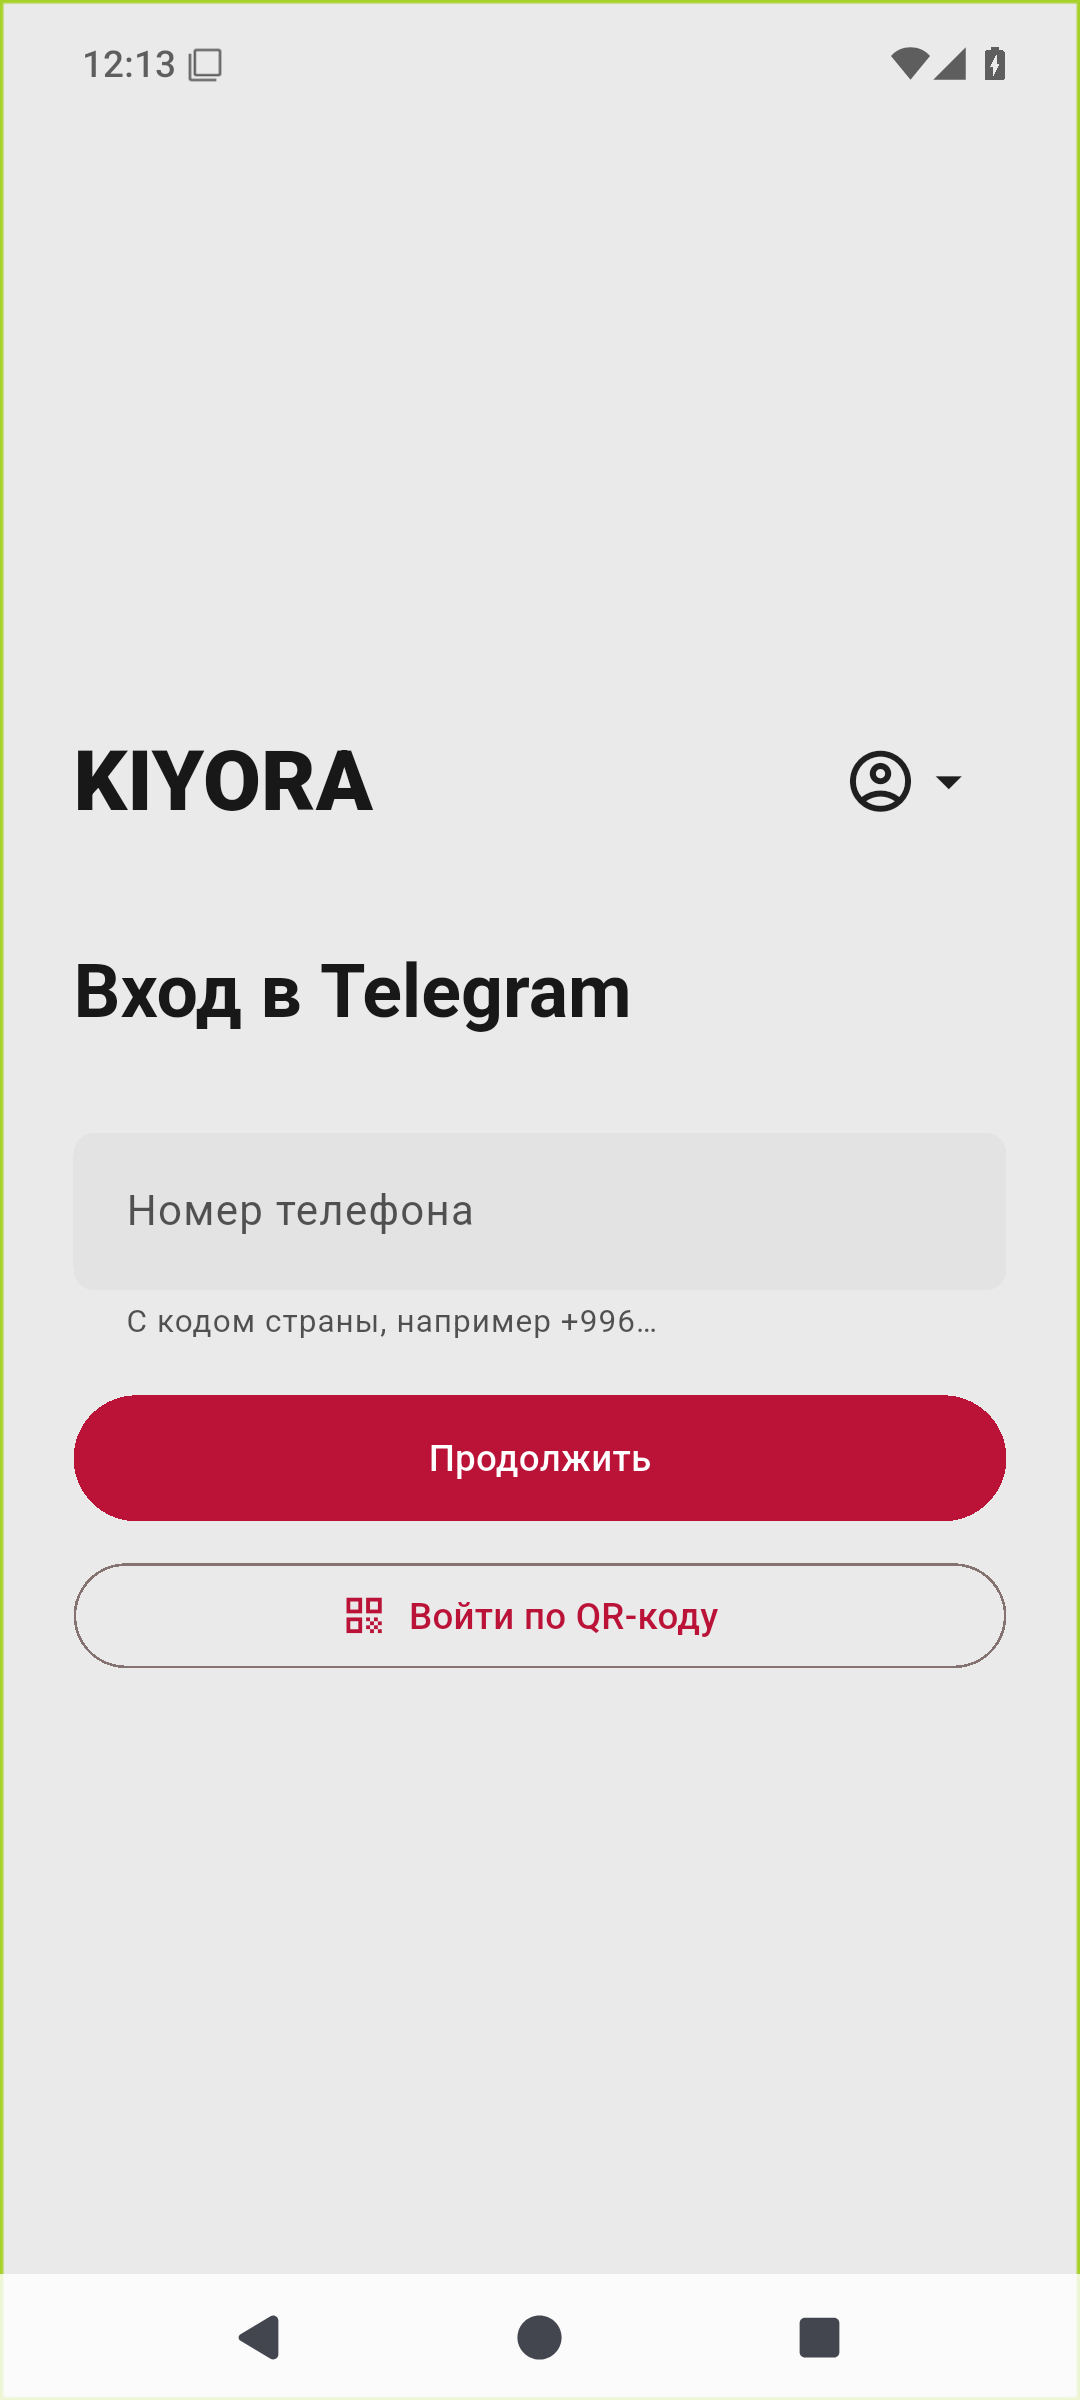 12:13
KIYORA
Вход в Telegram
Номер телефона
С кодом страны, например +996…
Продолжить
Войти по QR-коду